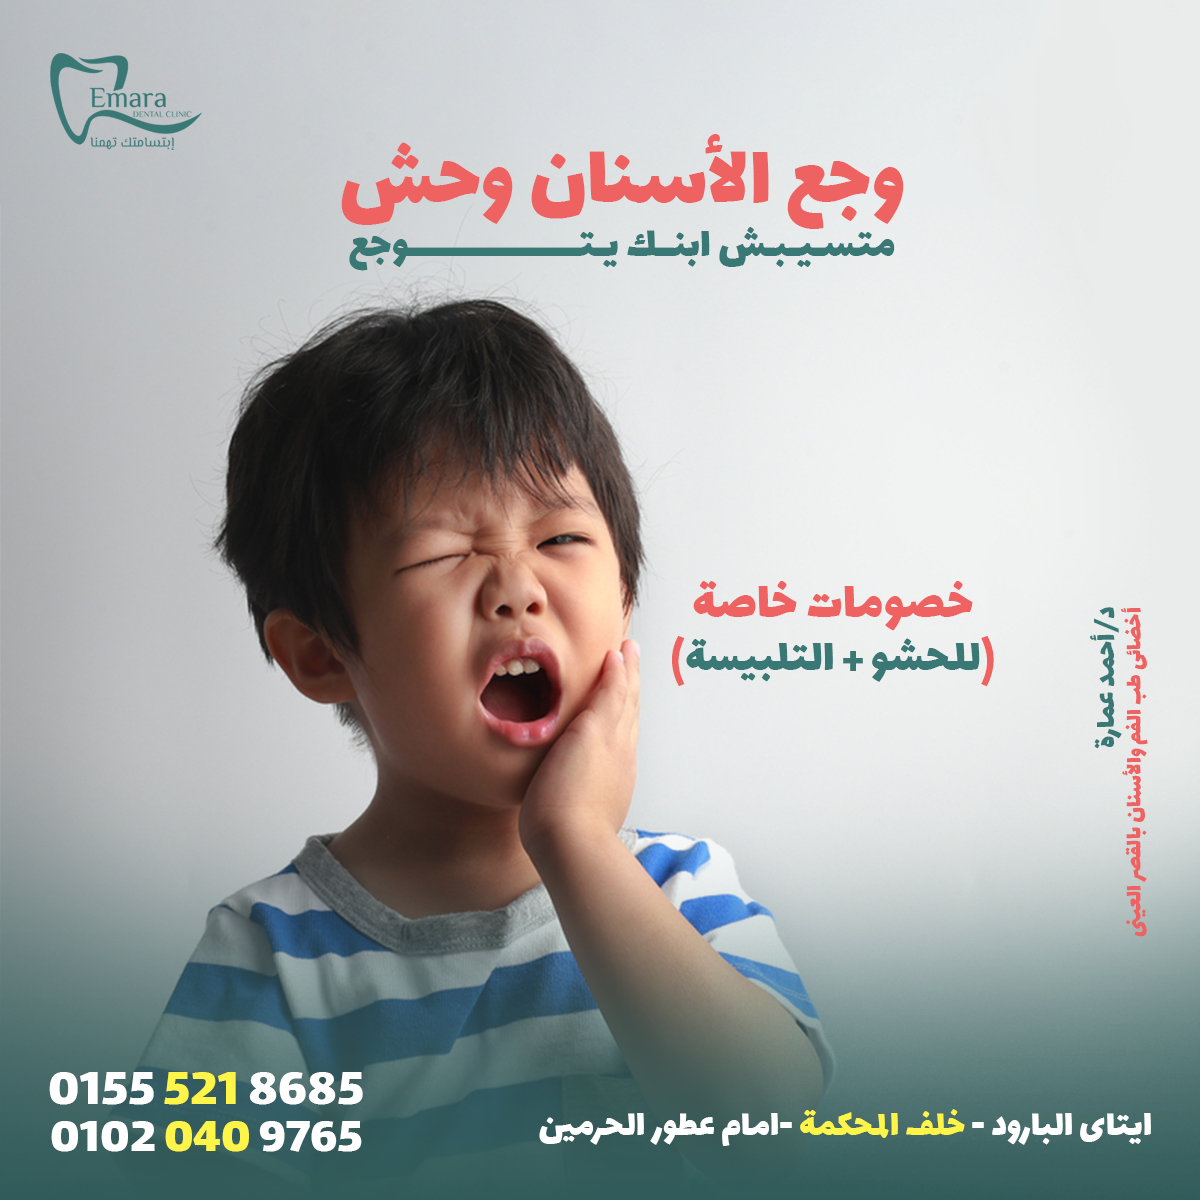 Emara
DENTAL CLINIC
إبتسامتك تهمنا
وجع الأسنان وحش
متسيبش ابنك يتـــــــــوجع
خصومات خاصة
(للحشو + التلبيسة)
د/أحمد عمارة
أخصائى طب الفم والأسنان بالقصر العينى
0155 521 8685
0102 040 9765
ايتاى البارود - خلف المحكمة -امام عطور الحرمين